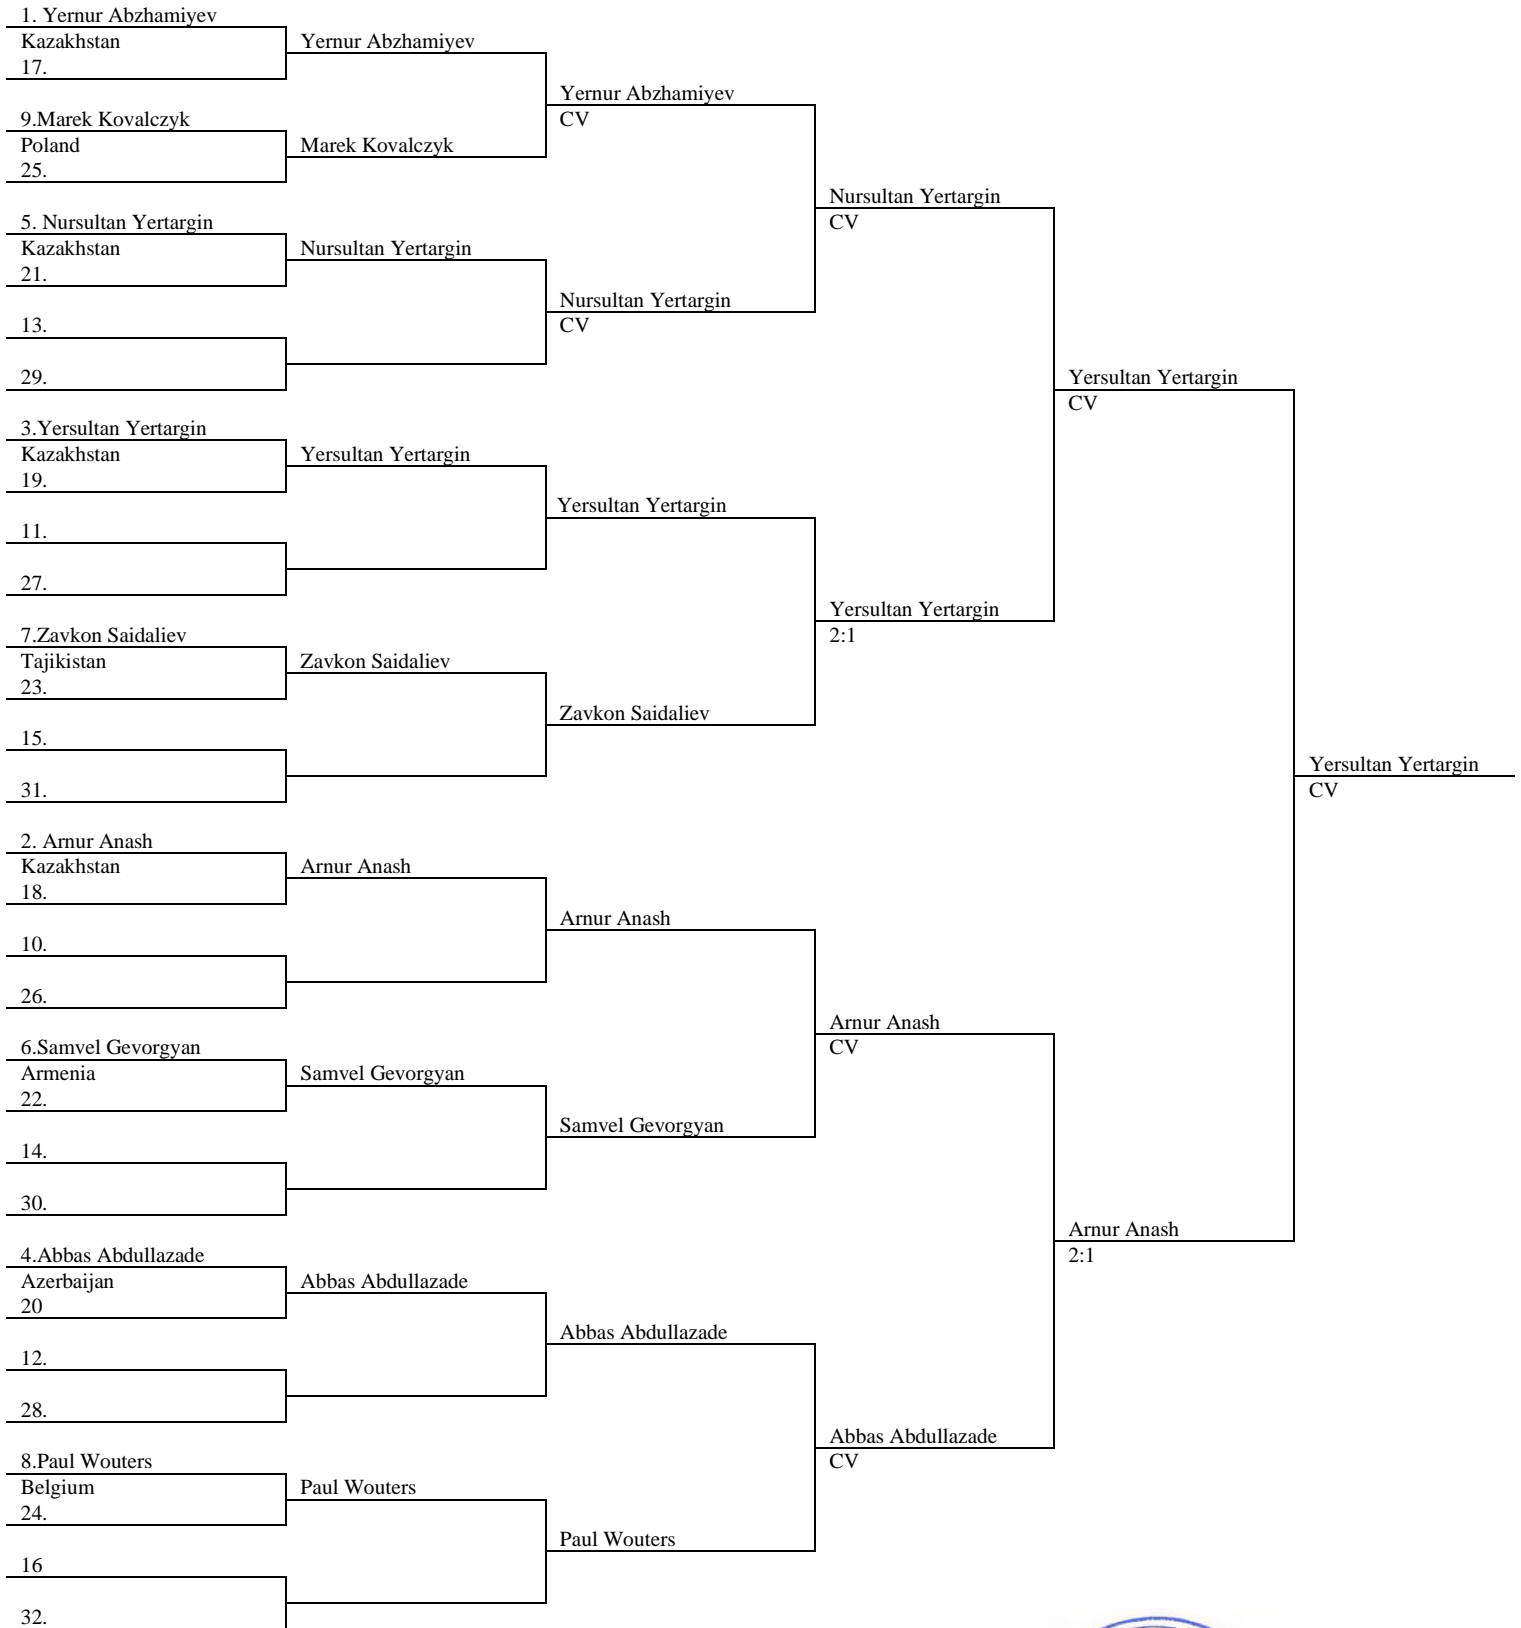 1. Yernur Abzhamiyev
Kazakhstan
17.
9.Marek Kovalczyk
Poland
25.
5. Nursultan Yertargin
Kazakhstan
21.
13.
29.
3.Yersultan Yertargin
Kazakhstan
19.
11.
27.
7.Zavkon Saidaliev
Tajikistan
23.
15.
31.
2. Arnur Anash
Kazakhstan
18.
10.
26.
6.Samvel Gevorgyan
Armenia
22.
14.
30.
4.Abbas Abdullazade
Azerbaijan
20
12.
28.
8.Paul Wouters
Belgium
24.
16
32.
Yernur Abzhamiyev
Marek Kovalczyk
Nursultan Yertargin
Yersultan Yertargin
Zavkon Saidaliev
Arnur Anash
Samvel Gevorgyan
Abbas Abdullazade
Paul Wouters
Yernur Abzhamiyev
CV
Nursultan Yertargin
CV
Yersultan Yertargin
Zavkon Saidaliev
Arnur Anash
Samvel Gevorgyan
Abbas Abdullazade
Paul Wouters
Nursultan Yertargin
CV
Yersultan Yertargin
2:1
Arnur Anash
CV
Abbas Abdullazade
CV
Yersultan Yertargin
CV
Arnur Anash
2:1
Yersultan Yertargin
CV